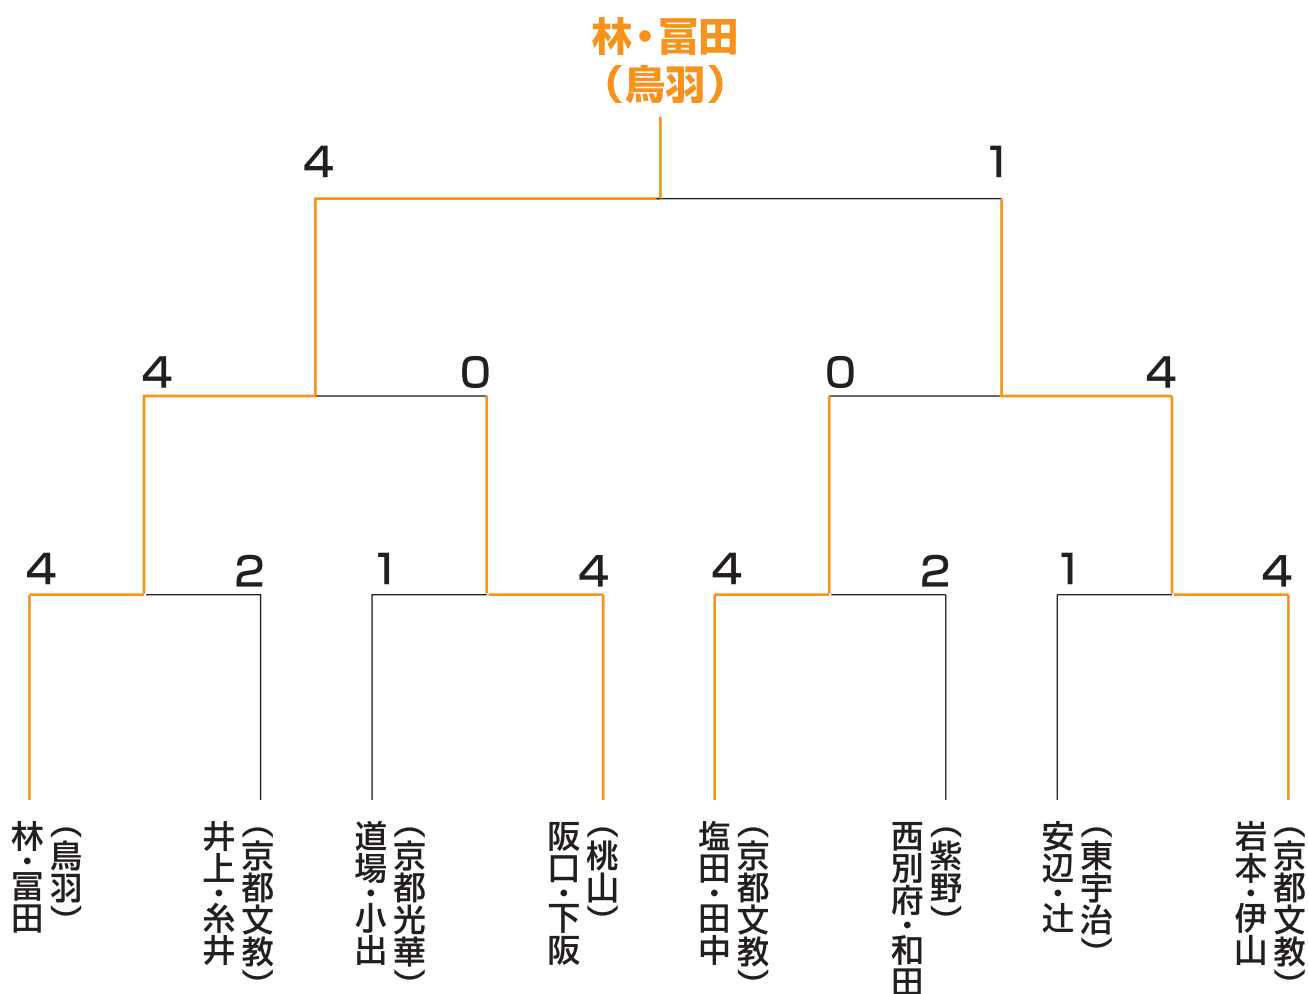 林・冨田
（鳥羽）
4
1
4
0
0
4
4
2
1
4
4
2
1
4
林・冨田
（鳥羽）
井上・糸井
（京都文教）
道場・小出
（京都光華）
阪口・下阪
（桃山）
塩田・田中
（京都文教）
西別府・和田
（紫野）
安辺・辻
（東宇治）
岩本・伊山
（京都文教）